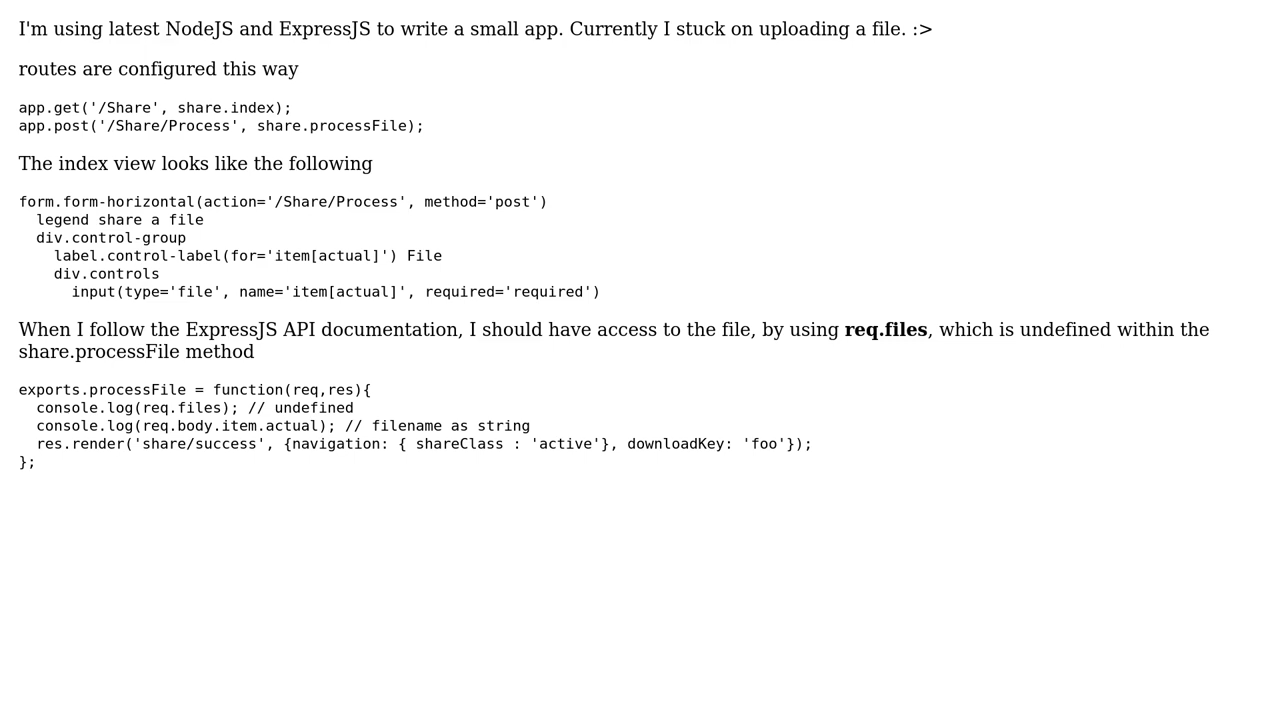 I'm using latest NodeJS and ExpressJS to write a small app. Currently I stuck on uploading a file. :>
routes are configured this way
app.get('/Share', share.index);
app.post('/Share/Process', share.processFile);
The index view looks like the following
form.form-horizontal(action='/Share/Process', method='post')
  legend share a file
  div.control-group
    label.control-label(for='item[actual]') File
    div.controls
      input(type='file', name='item[actual]', required='required')
When I follow the ExpressJS API documentation, I should have access to the file, by using req.files, which is undefined within the
share.processFile method
exports.processFile = function(req,res){
  console.log(req.files); // undefined
  console.log(req.body.item.actual); // filename as string
  res.render('share/success', {navigation: { shareClass : 'active'}, downloadKey: 'foo'});
};